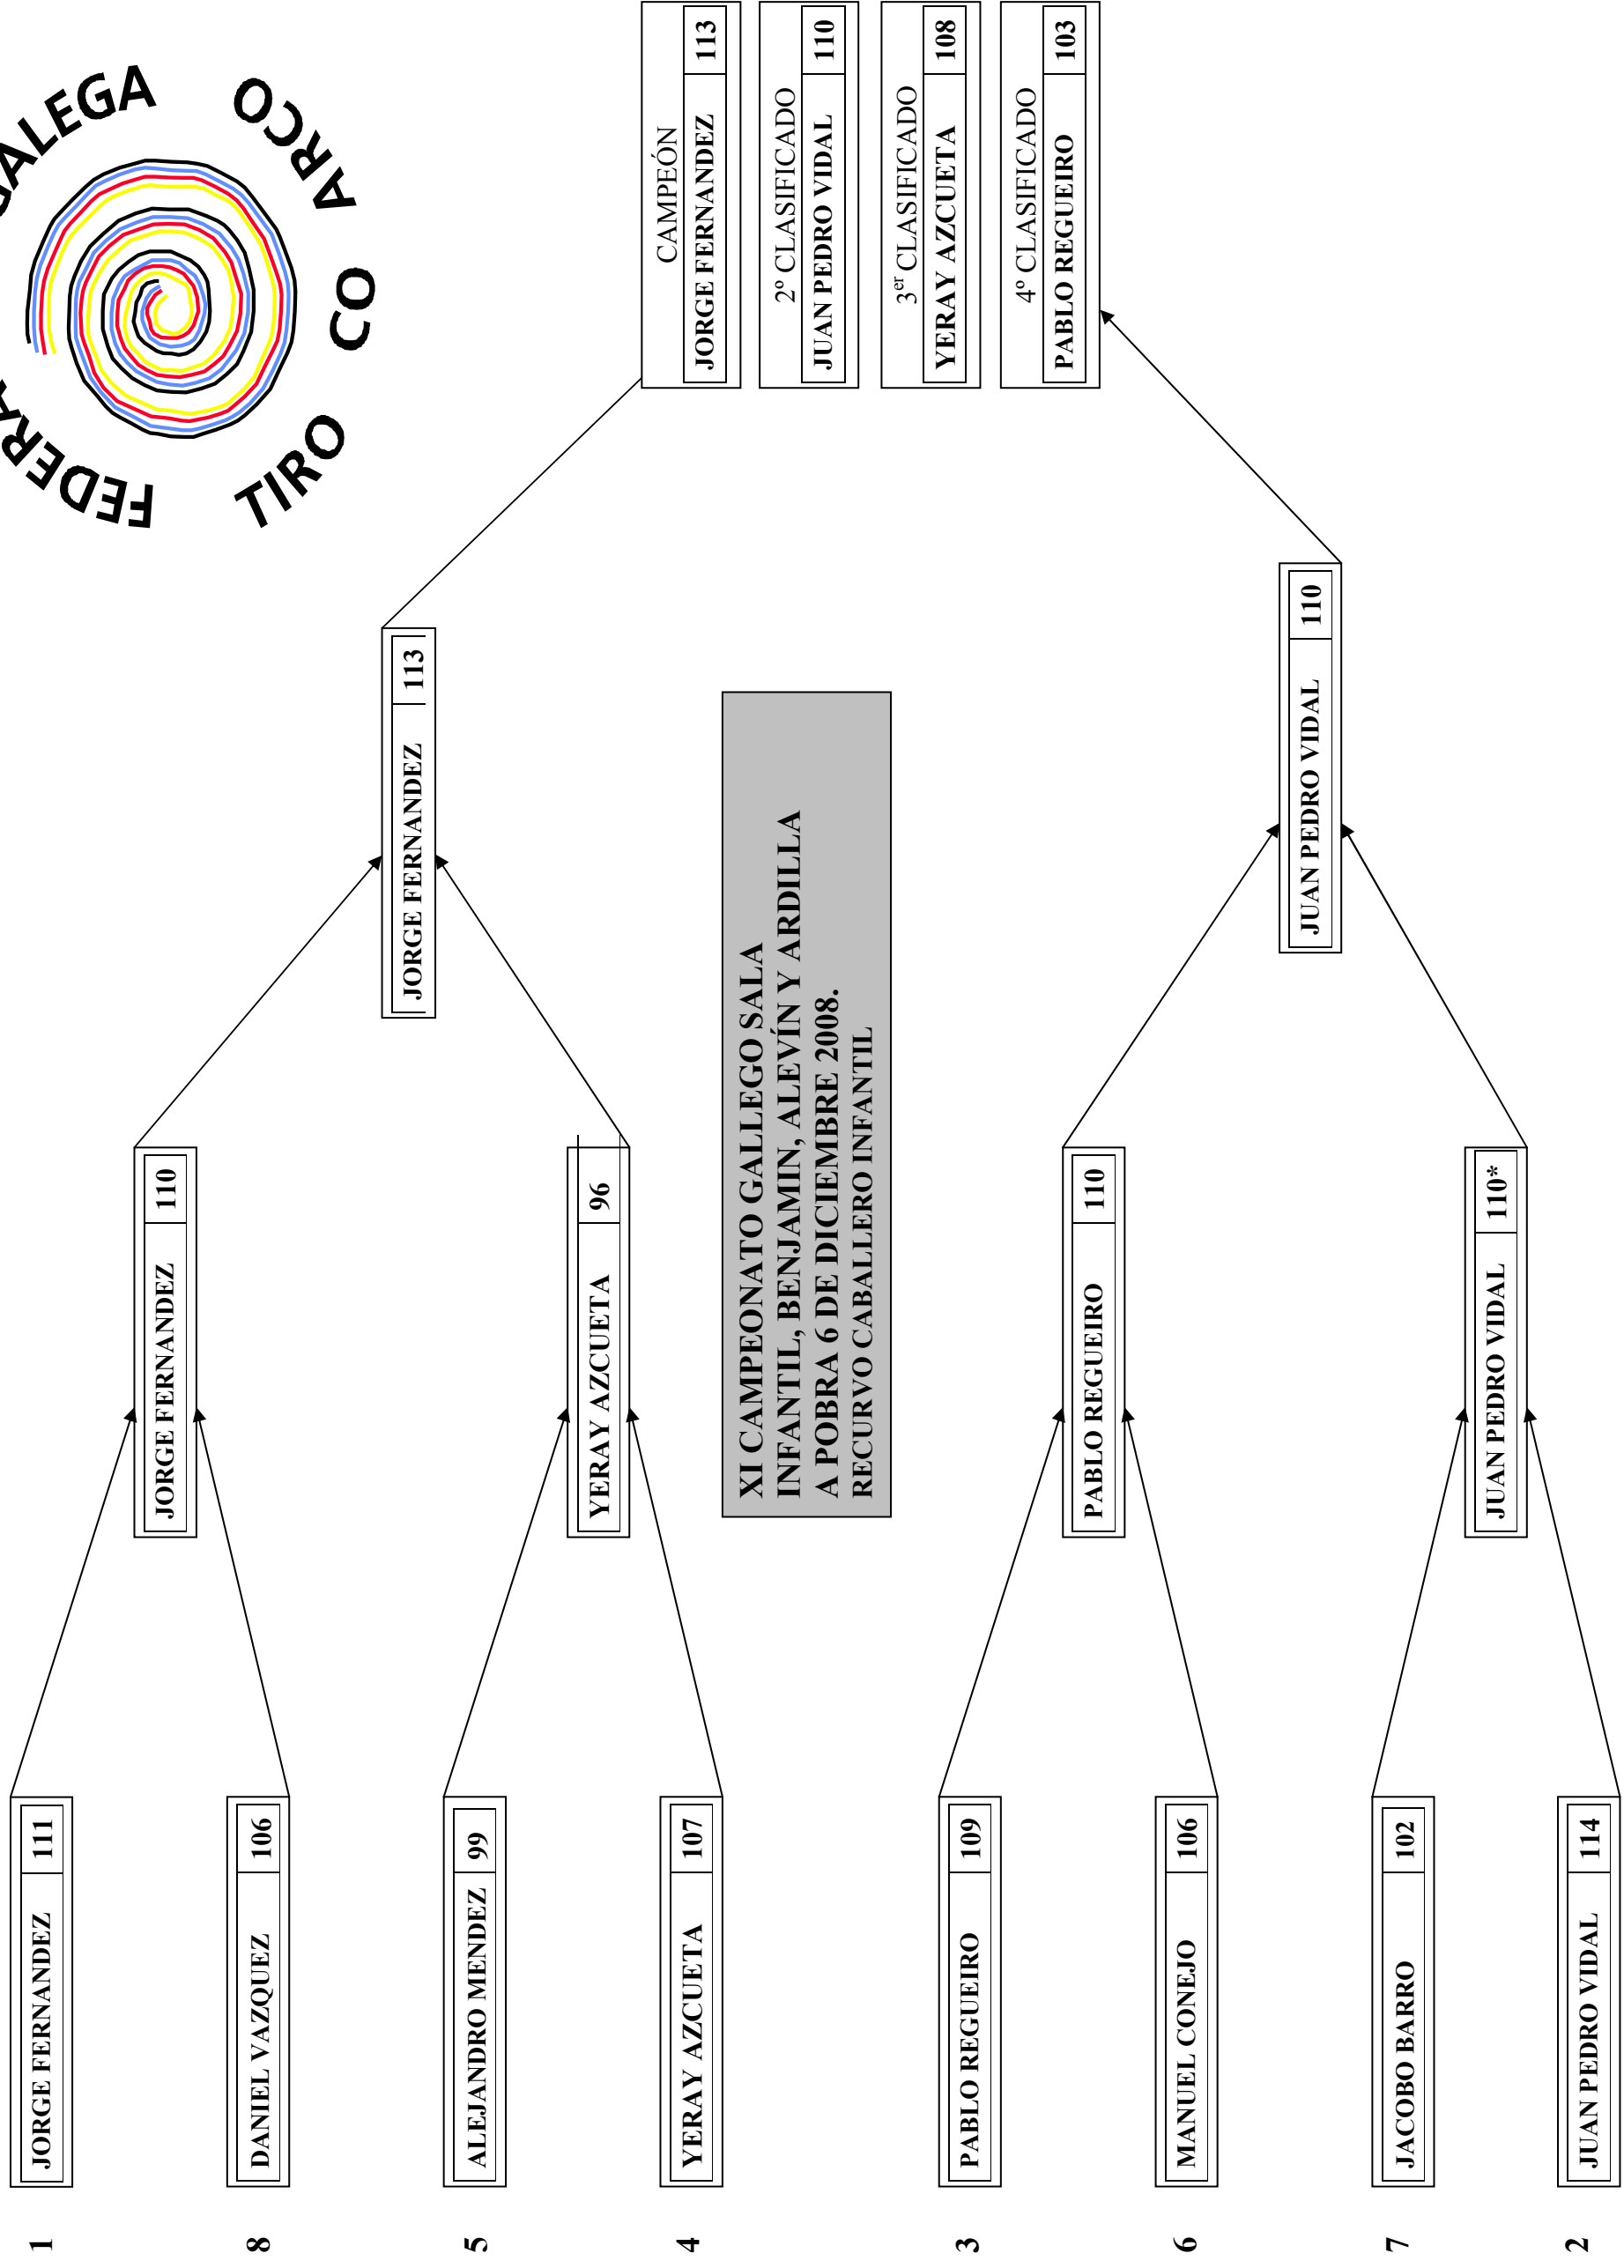 FEDERA
GALEGA
TIRO CO ARCO
1
JORGE FERNANDEZ 111
8
DANIEL VAZQUEZ 106
5
ALEJANDRO MENDEZ 99
4
YERAY AZCUETA 107
3
PABLO REGUEIRO 109
6
MANUEL CONEJO 106
7
JACOBO BARRO 102
2
JUAN PEDRO VIDAL 114
JORGE FERNANDEZ 110
YERAY AZCUETA 96
PABLO REGUEIRO 110
JUAN PEDRO VIDAL 110*
XI CAMPEONATO GALLEGO SALA
INFANTIL, BENJAMIN, ALEVÍN Y ARDILLA
A POBRA 6 DE DICIEMBRE 2008.
RECURVO CABALLERO INFANTIL
JORGE FERNANDEZ 113
JUAN PEDRO VIDAL 110
CAMPEÓN
JORGE FERNANDEZ 113
2º CLASIFICADO
JUAN PEDRO VIDAL 110
3er CLASIFICADO
YERAY AZCUETA 108
4º CLASIFICADO
PABLO REGUEIRO 103